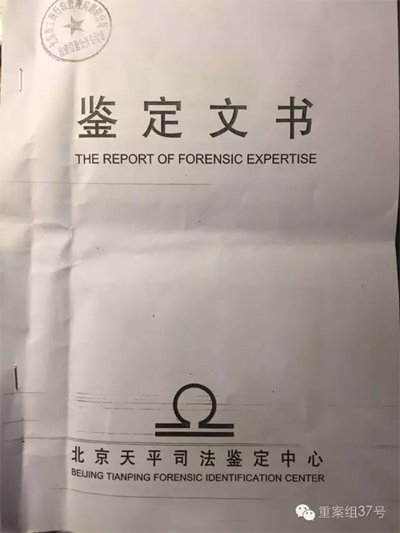 鉴定文书
THE REPORT OF FORENSIC EXPERTISE
北京天平司法鉴定中心
BEIJING TIANPING FORENSIC IDENTIFICATION CENTER
重案组37号